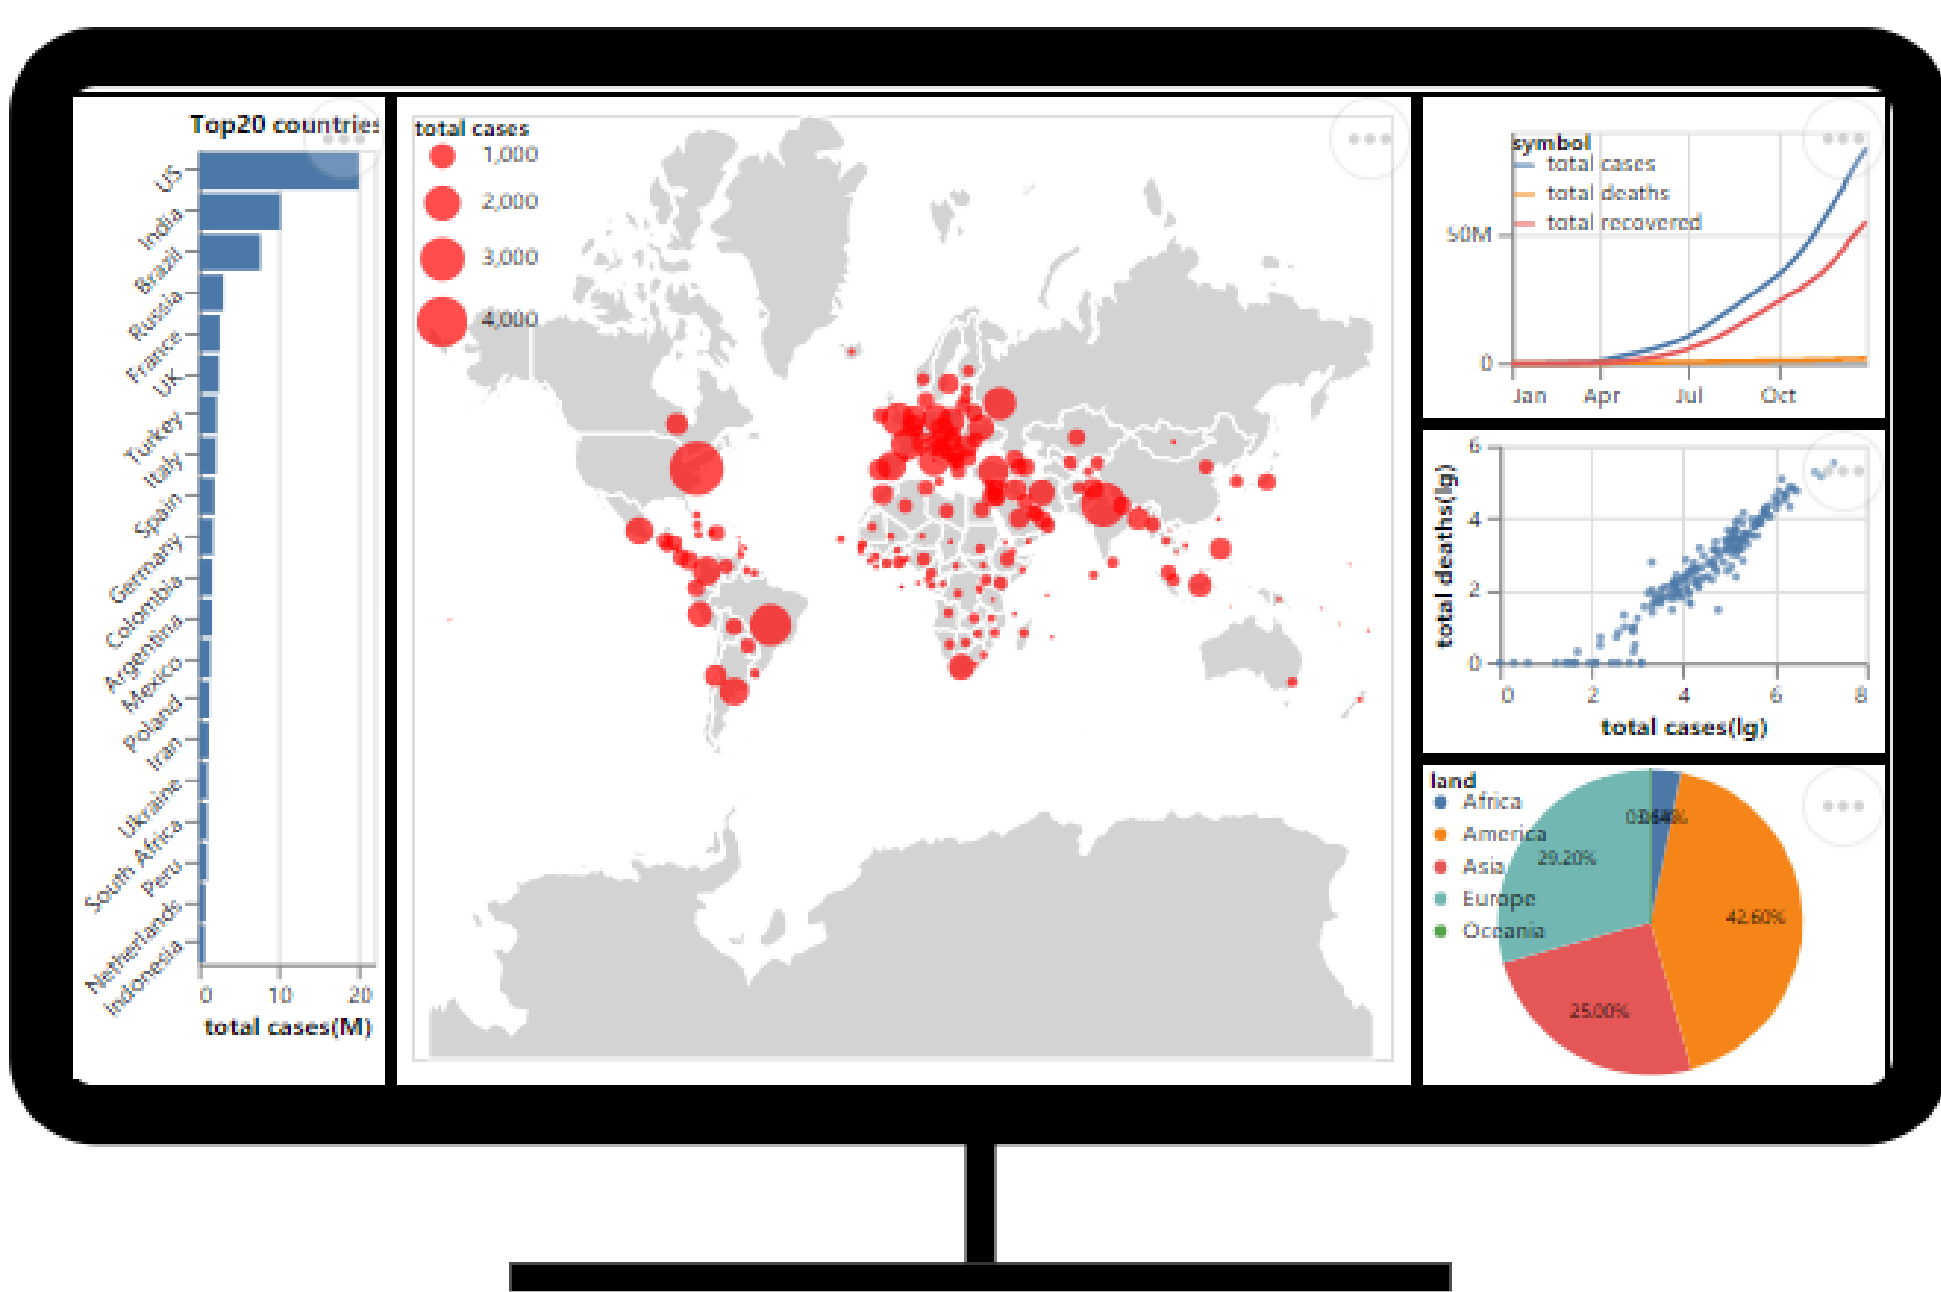 Top20 countries
US
India
Brazil
Russia
France
UK
Turkey
Italy
Spain
Germany
Colombia
Argentina
Mexico
Poland
Iran
Ukraine
South Africa
Peru
Netherlands
Indonesia
0 10 20
total cases(M)
total cases
1,000
2,000
3,000
4,000
symbol
total cases
total deaths
total recovered
50M
0
Jan Apr Jul Oct
total deaths(lg)
6
4
2
0
0 2 4 6 8
total cases(lg)
land
Africa
America
Asia
Europe
Oceania
29.20%
42.60%
25.00%